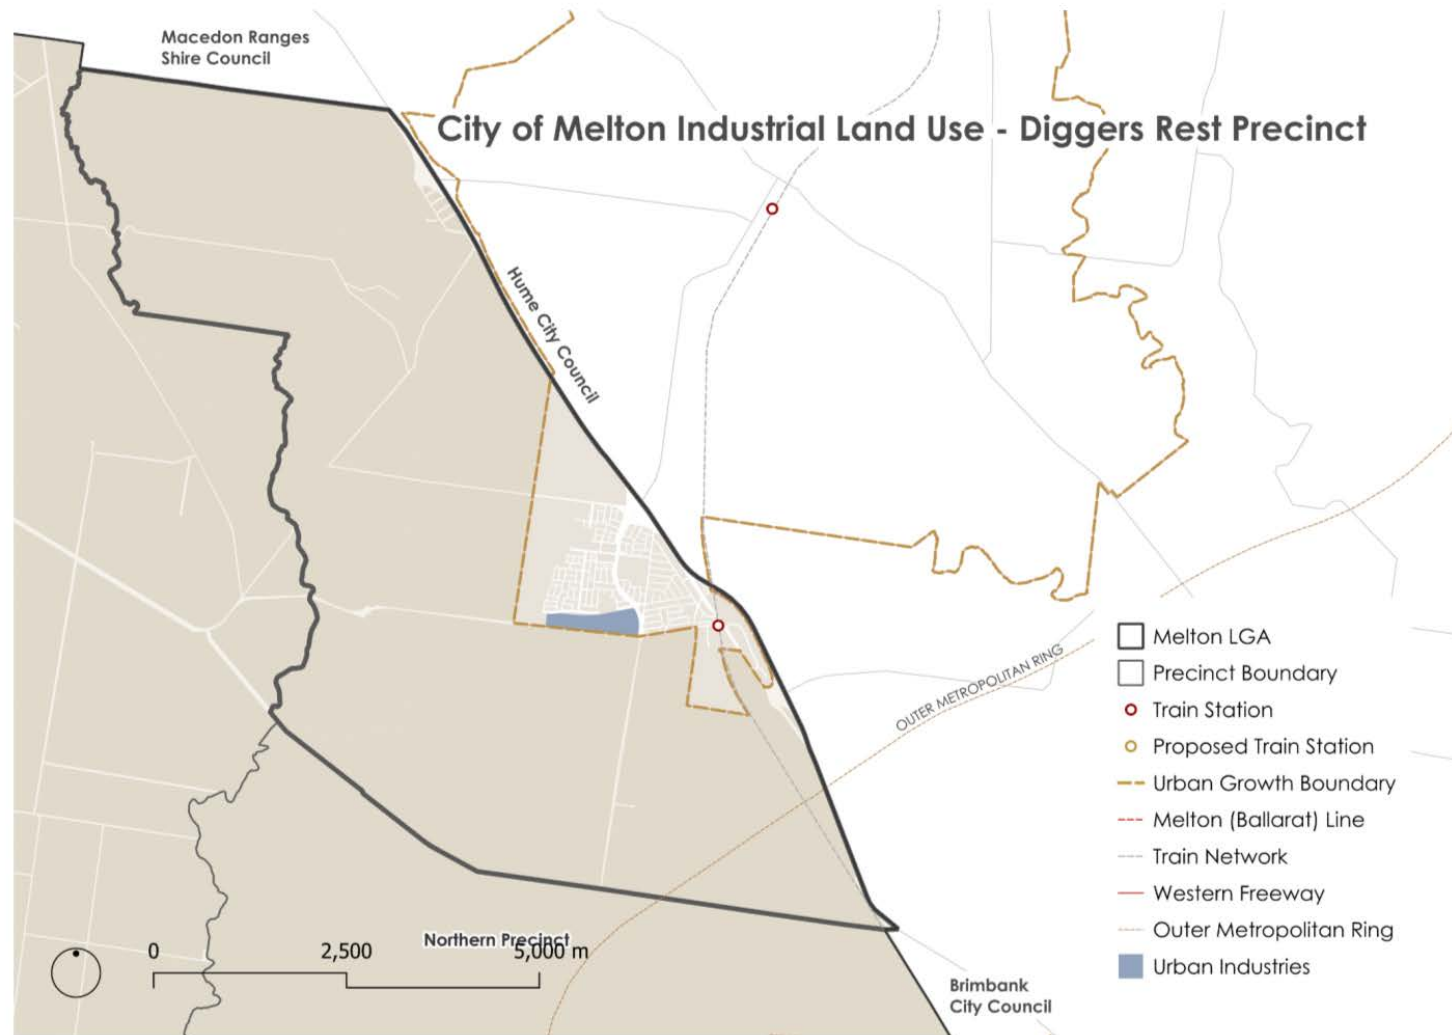 Macedon Ranges
Shire Council
City of Melton Industrial Land Use - Diggers Rest Precinct
Hume City Council
OUTER METROPOLITAN RING
Melton LGA
Precinct Boundary
Train Station
Proposed Train Station
Urban Growth Boundary
Melton (Ballarat) Line
Train Network
Western Freeway
Outer Metropolitan Ring
Urban Industries
Northern Precinct
0 2,500 5,000 m
Brimbank
City Council